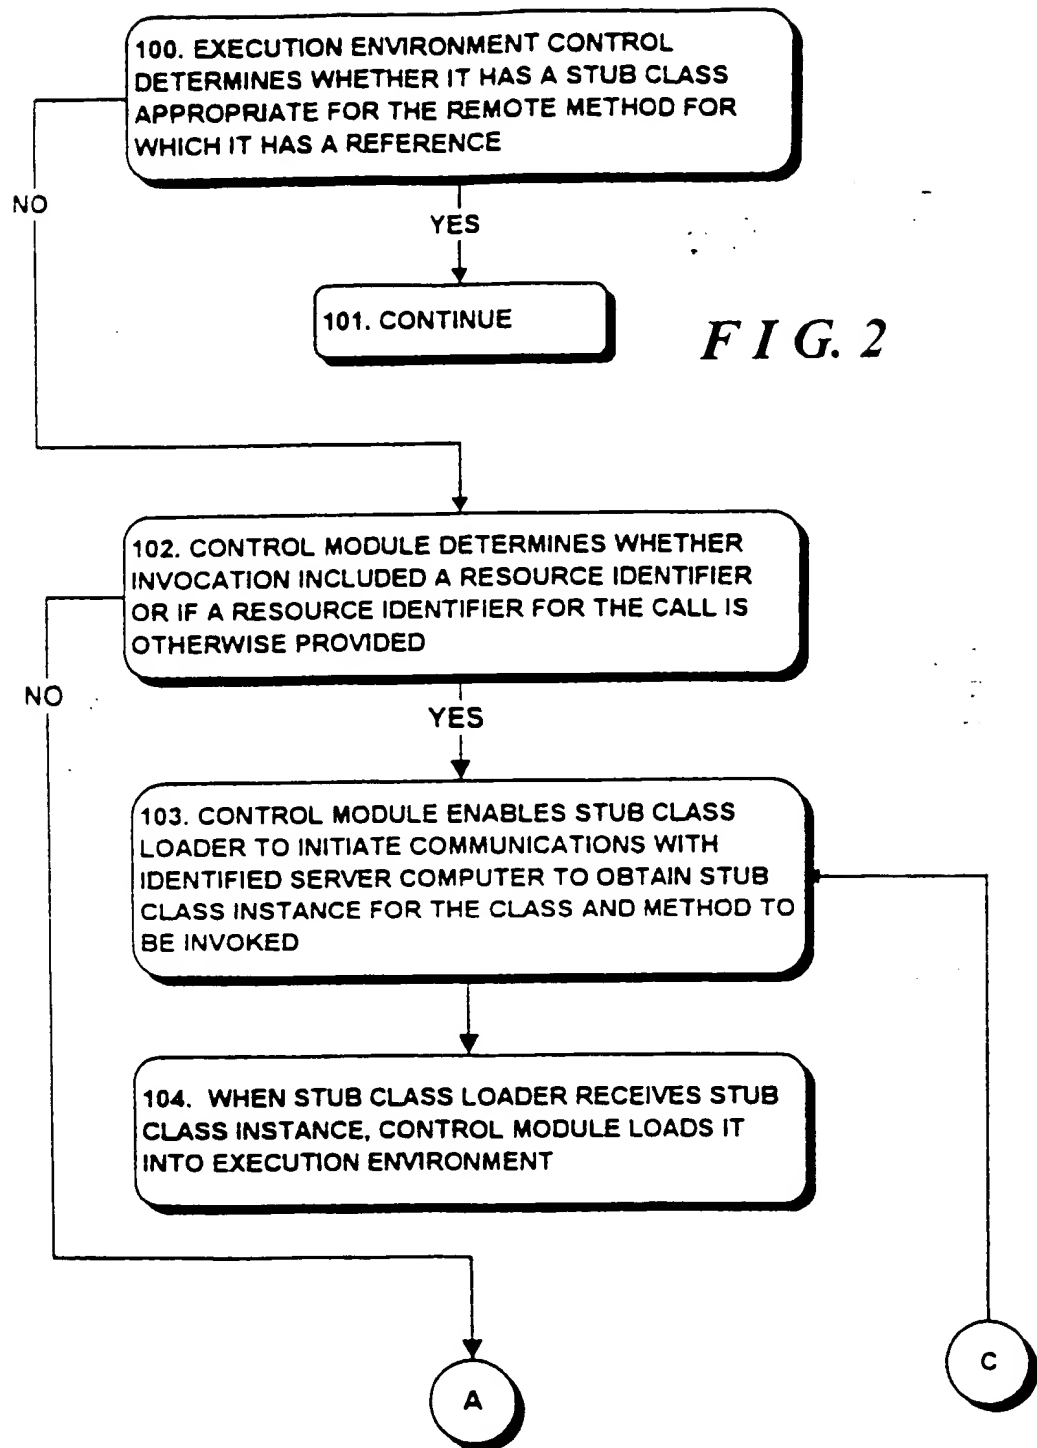 100. EXECUTION ENVIRONMENT CONTROL
DETERMINES WHETHER IT HAS A STUB CLASS
APPROPRIATE FOR THE REMOTE METHOD FOR
WHICH IT HAS A REFERENCE
NO
YES
101. CONTINUE
FIG. 2
102. CONTROL MODULE DETERMINES WHETHER
INVOCATION INCLUDED A RESOURCE IDENTIFIER
OR IF A RESOURCE IDENTIFIER FOR THE CALL IS
OTHERWISE PROVIDED
NO
YES
103. CONTROL MODULE ENABLES STUB CLASS
LOADER TO INITIATE COMMUNICATIONS WITH
IDENTIFIED SERVER COMPUTER TO OBTAIN STUB
CLASS INSTANCE FOR THE CLASS AND METHOD TO
BE INVOKED
104. WHEN STUB CLASS LOADER RECEIVES STUB
CLASS INSTANCE, CONTROL MODULE LOADS IT
INTO EXECUTION ENVIRONMENT
A
C